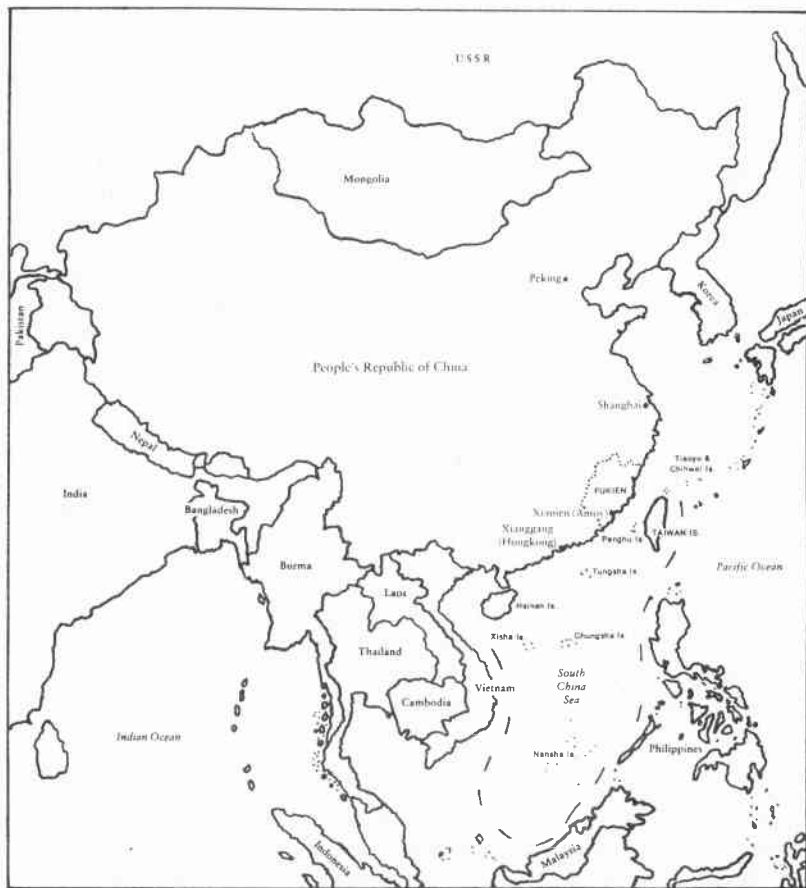 USSR
Mongolia
Peking
Korea
Japan
Pakistan
People's Republic of China
Shanghai
Nepal
Tiaoyu &
Chihwei Is.
FUKIEN
India
Bangladesh
Xiamen (Amoy)
Xianggang
(Hongkong)
Penghu Is.
TAIWAN IS.
Burma
Tungsha Is.
Pacific Ocean
Laos
Hainan Is.
Xisha Is.
Chungsha Is.
Thailand
Vietnam
South
China
Sea
Cambodia
Indian Ocean
Nansha Is.
Philippines
Indonesia
Malaysia